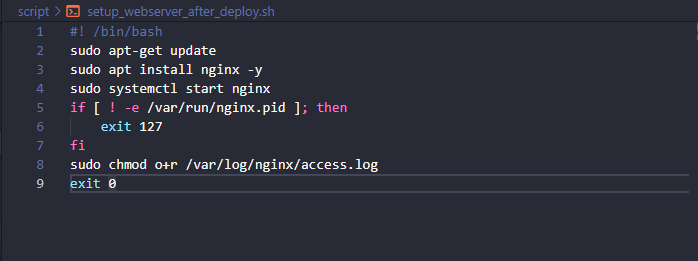 script > setup_webserver_after_deploy.sh
1 #! /bin/bash
2 sudo apt-get update
3 sudo apt install nginx -y
4 sudo systemctl start nginx
5 if [ ! -e /var/run/nginx.pid ]; then
6     exit 127
7 fi
8 sudo chmod o+r /var/log/nginx/access.log
9 exit 0